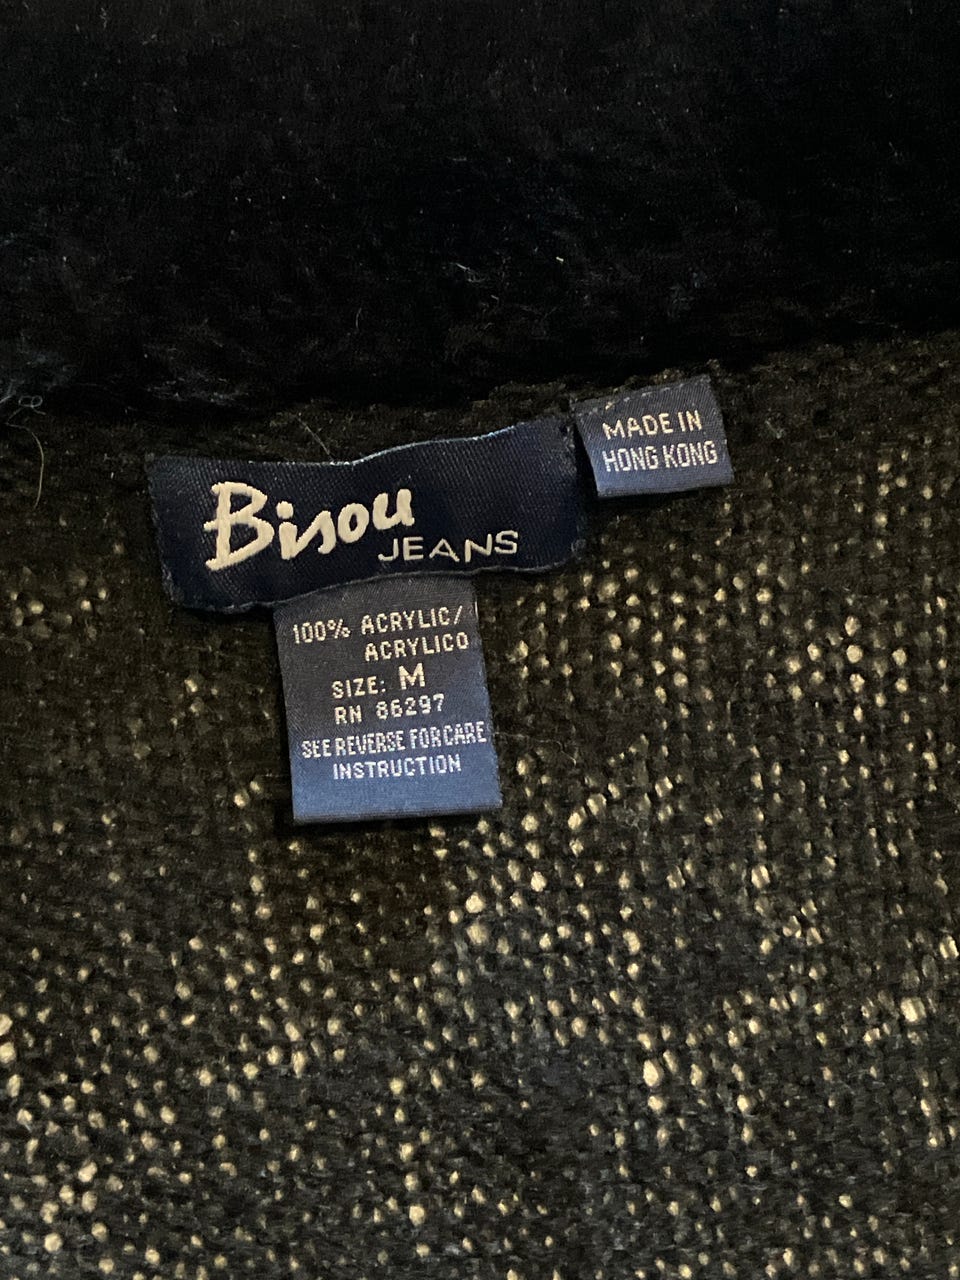 Bisou
JEANS
MADE IN
HONG KONG
100% ACRYLIC/
ACRYLICO
SIZE: M
RN 86297
SEE REVERSE FOR CARE
INSTRUCTION